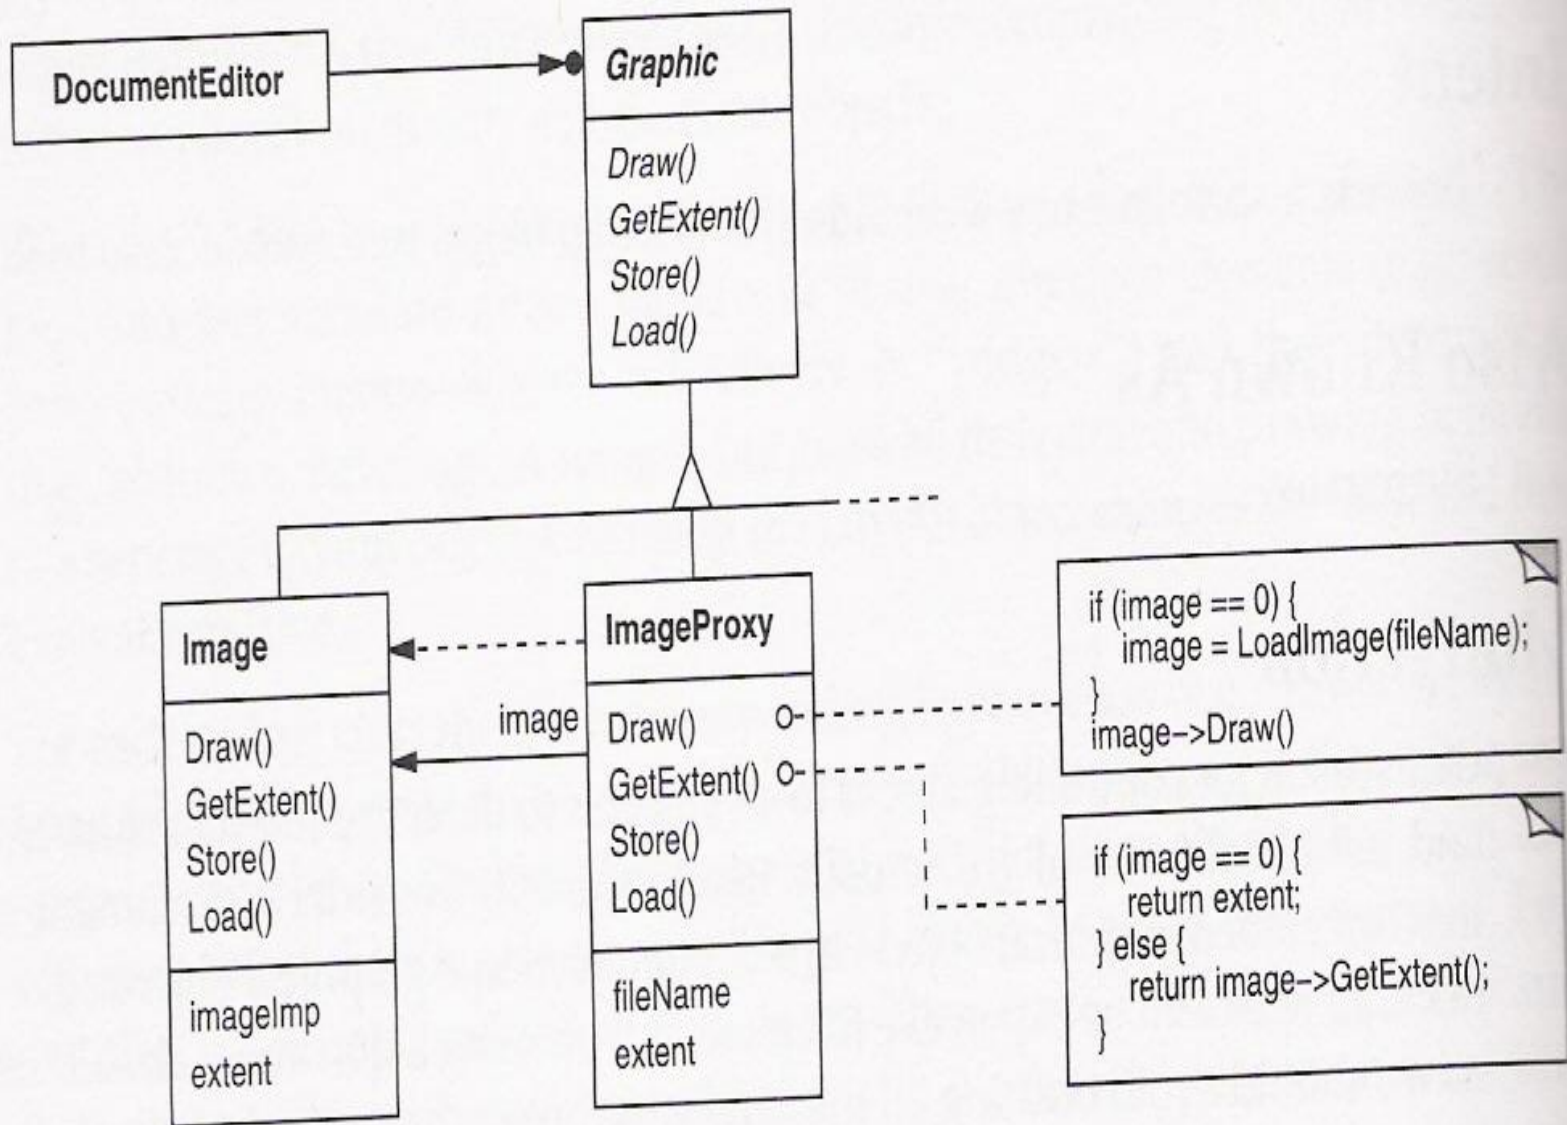 DocumentEditor
Graphic
Draw()
GetExtent()
Store()
Load()
Image
Draw()
GetExtent()
Store()
Load()
imageImp
extent
image
ImageProxy
Draw()
GetExtent()
Store()
Load()
fileName
extent
if (image == 0) {
image = LoadImage(fileName);
}
image->Draw()
if (image == 0) {
return extent;
} else {
return image->GetExtent();
}